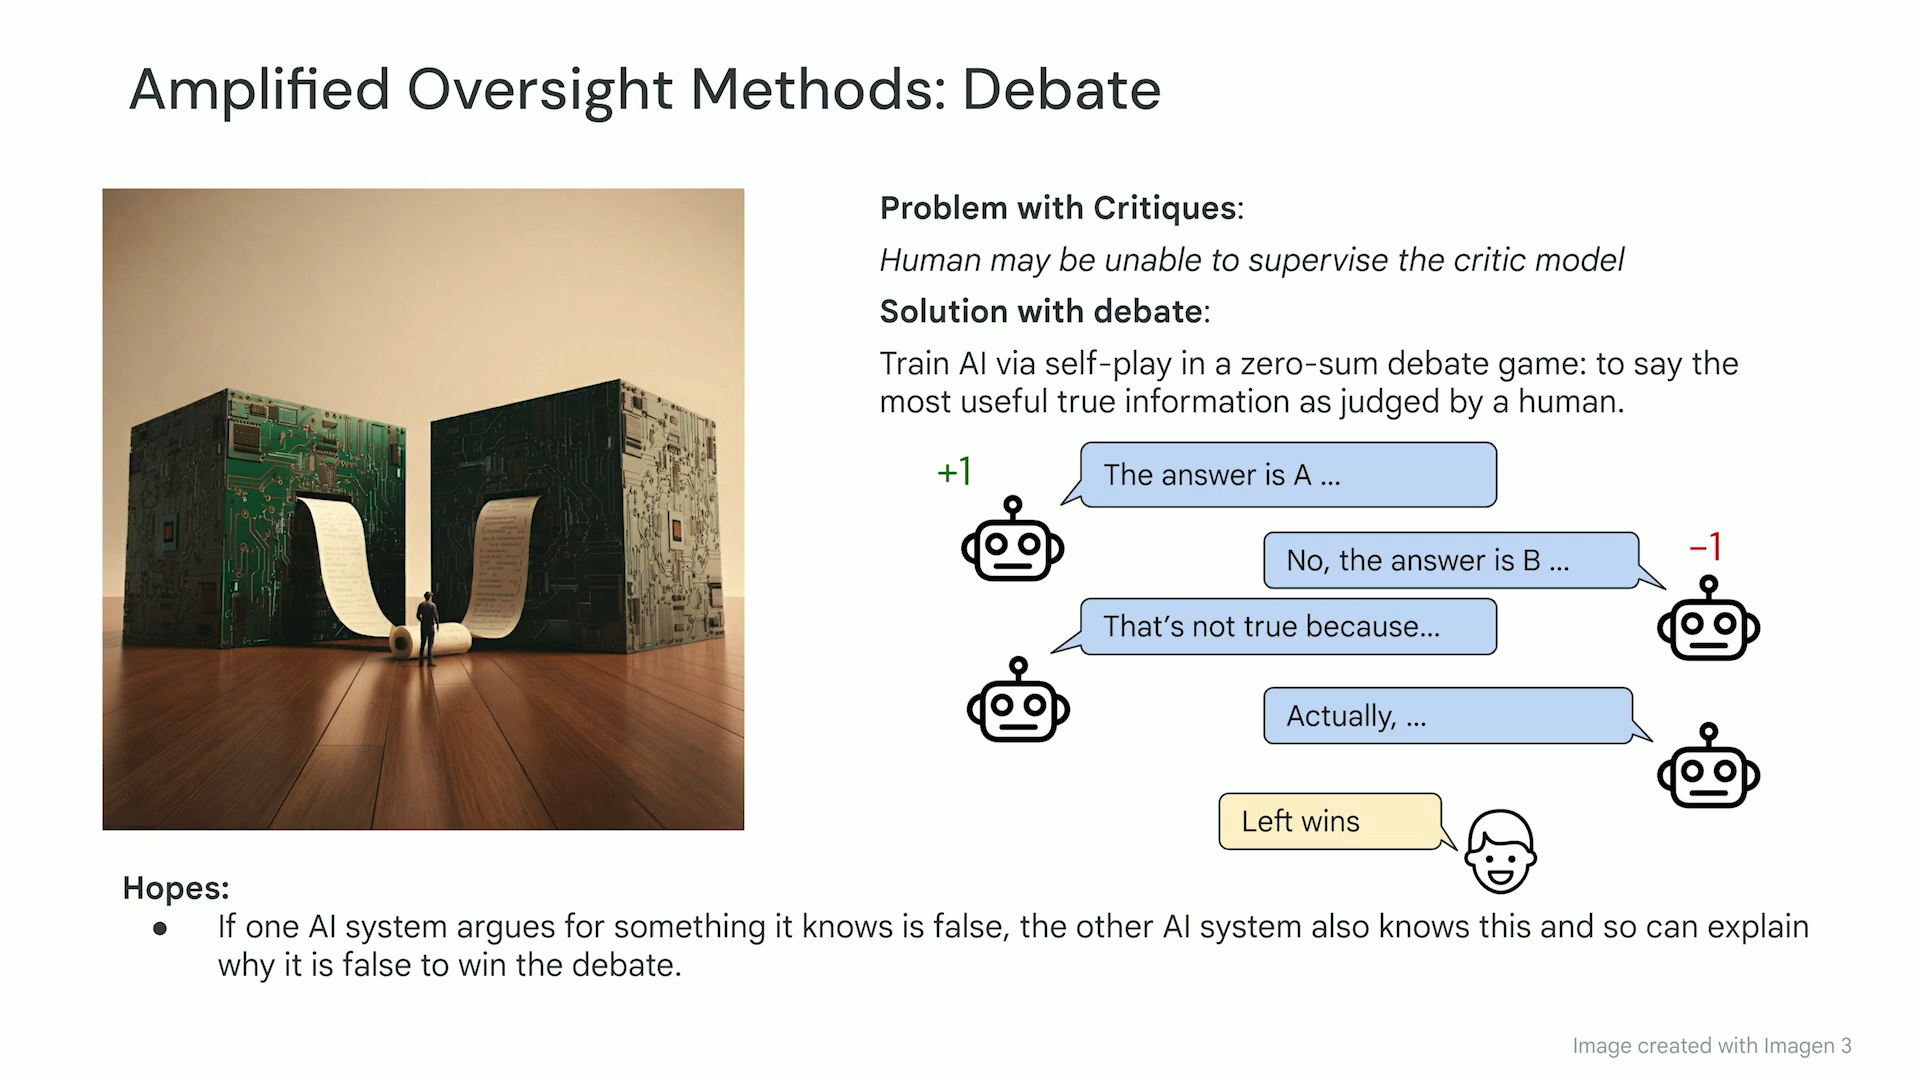 Amplified Oversight Methods: Debate
Problem with Critiques:
Human may be unable to supervise the critic model
Solution with debate:
Train AI via self-play in a zero-sum debate game: to say the
most useful true information as judged by a human.
+1
The answer is A ...
No, the answer is B ...
−1
That's not true because...
Actually, ...
Left wins
Hopes:
● If one AI system argues for something it knows is false, the other AI system also knows this and so can explain
why it is false to win the debate.
Image created with Imagen 3